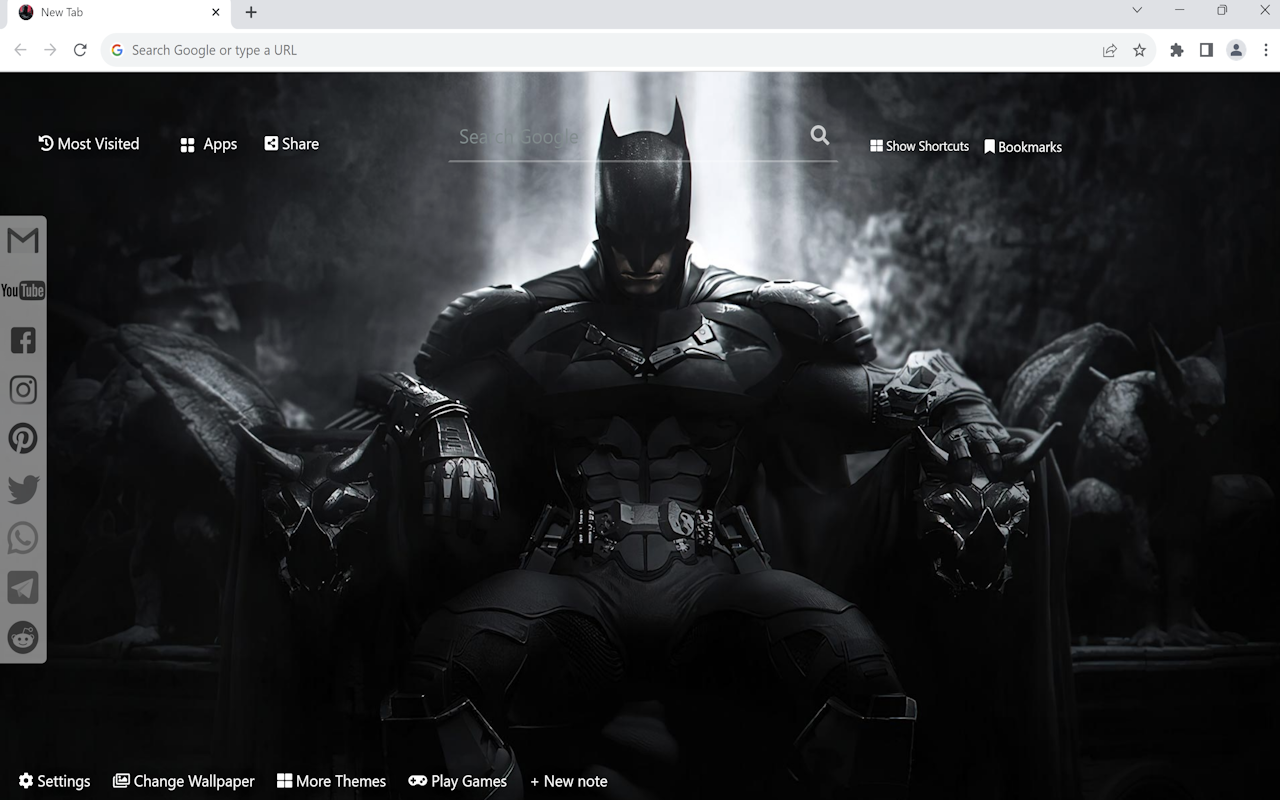 New Tab
Search Google or type a URL
Most Visited
Apps
Share
Search Google
Show Shortcuts
Bookmarks
YouTube
Settings
Change Wallpaper
More Themes
Play Games
+ New note